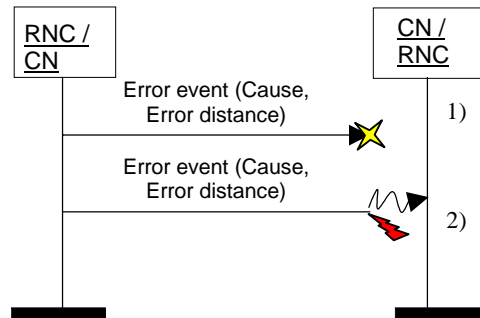 RNC /
CN
CN /
RNC
Error event (Cause,
Error distance)
1)
Error event (Cause,
Error distance)
2)